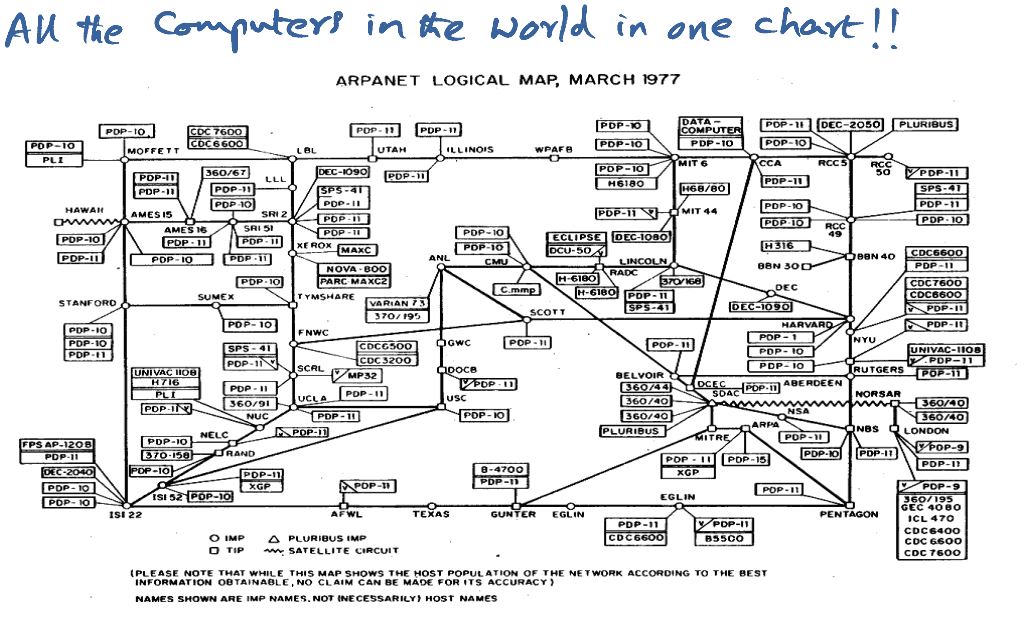 All the Computers in the World in one chart!!
ARPANET LOGICAL MAP, MARCH 1977
PDP-10
PLI
PDP-10
MOFFETT
CDC7600
CDC6600
LBL
PDP-11
UTAH
PDP-11
ILLINOIS
PDP-11
WPAFB
PDP-10
PDP-10
PDP-10
H6180
MIT 6
DATA-
COMPUTER
PDP-10
CCA
PDP-11
PDP-11
PDP-10
DEC-2050
RCC5
PLURIBUS
RCC
50
PDP-11
SPS-41
PDP-11
PDP-10
HAWAII
PDP-10
PDP-11
AMES15
PDP-10
PDP-11
PDP-11
AMES16
360/67
PDP-11
PDP-10
PDP-11
SRI 51
PDP-11
PDP-11
LLL
SRI 2
DEC-1090
SPS-41
PDP-11
PDP-11
PDP-11
XEROX
MAXC
NOVA-800
PARC MAXC2
PDP-11
H68/80
MIT 44
DEC-1080
PDP-10
PDP-10
RCC
49
H316
BBN 30
BBN 40
CDC6600
PDP-11
CDC7600
CDC6600
PDP-11
PDP-11
NYU
ANL
VARIAN 73
370/195
PDP-10
PDP-10
CMU
C.mmp
ECLIPSE
DCU-50
H-6180
H-6180
RADC
LINCOLN
370/168
PDP-11
SPS-41
DEC
DEC-1090
HARVARD
PDP-1
PDP-10
PDP-10
STANFORD
PDP-10
PDP-10
PDP-11
SUMEX
PDP-10
PDP-10
TYMSHARE
SCOTT
PDP-11
FNWC
CDC6500
CDC3200
GWC
UNIVAC-1108
PDP-11
RUTGERS
PDP-11
SPS-41
PDP-11
SCRL
MP32
DOCB
PDP-11
PDP-11
BELVOIR
360/44
360/40
360/40
PLURIBUS
DCEC
PDP-11
SDAC
ABERDEEN
UNIVAC 1108
H716
PLI
PDP-11
NUC
PDP-11
360/91
UCLA
PDP-11
PDP-11
USC
PDP-10
NORSAR
360/40
360/40
LONDON
PDP-9
PDP-11
NSA
PDP-11
NBS
PDP-10
PDP-11
NELC
PDP-10
370-158
PDP-11
RAND
PDP-10
MITRE
ARPA
PDP-11
XGP
PDP-15
FPS AP-120B
PDP-11
DEC-2040
PDP-10
PDP-10
ISI 22
PDP-11
XGP
ISI 52
PDP-10
PDP-11
AFWL
TEXAS
B-4700
PDP-11
GUNTER
EGLIN
EGLIN
PDP-11
CDC6600
PDP-11
B5500
PDP-11
PENTAGON
PDP-9
360/195
GEC 4080
ICL 470
CDC6400
CDC 6600
CDC 7600
IMP
PLURIBUS IMP
TIP
SATELLITE CIRCUIT
(PLEASE NOTE THAT WHILE THIS MAP SHOWS THE HOST POPULATION OF THE NETWORK ACCORDING TO THE BEST
INFORMATION OBTAINABLE, NO CLAIM CAN BE MADE FOR ITS ACCURACY)
NAMES SHOWN ARE IMP NAMES, NOT (NECESSARILY) HOST NAMES